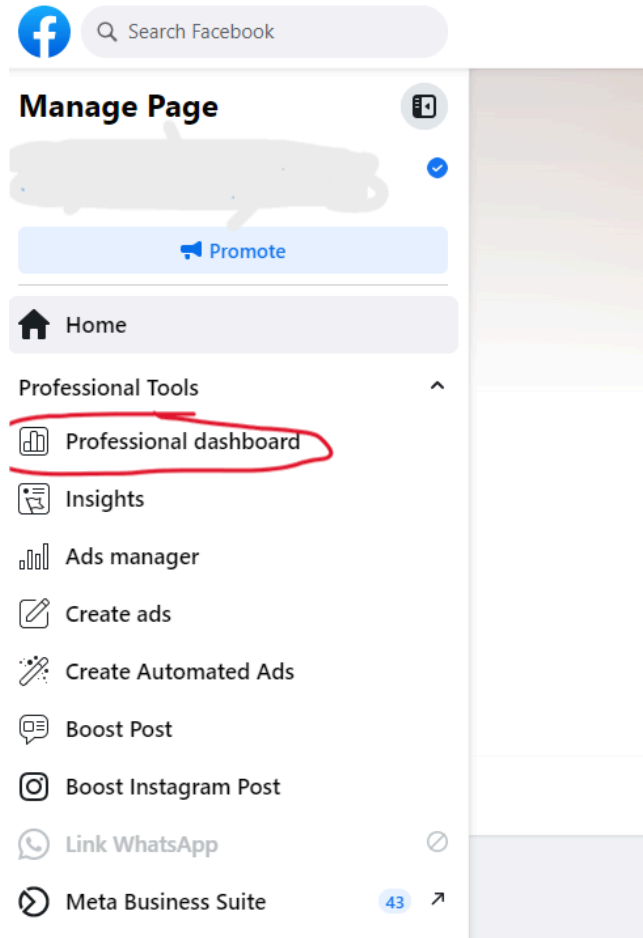 Search Facebook
Manage Page
Promote
Home
Professional Tools
Professional dashboard
Insights
Ads manager
Create ads
Create Automated Ads
Boost Post
Boost Instagram Post
Link WhatsApp
Meta Business Suite 43